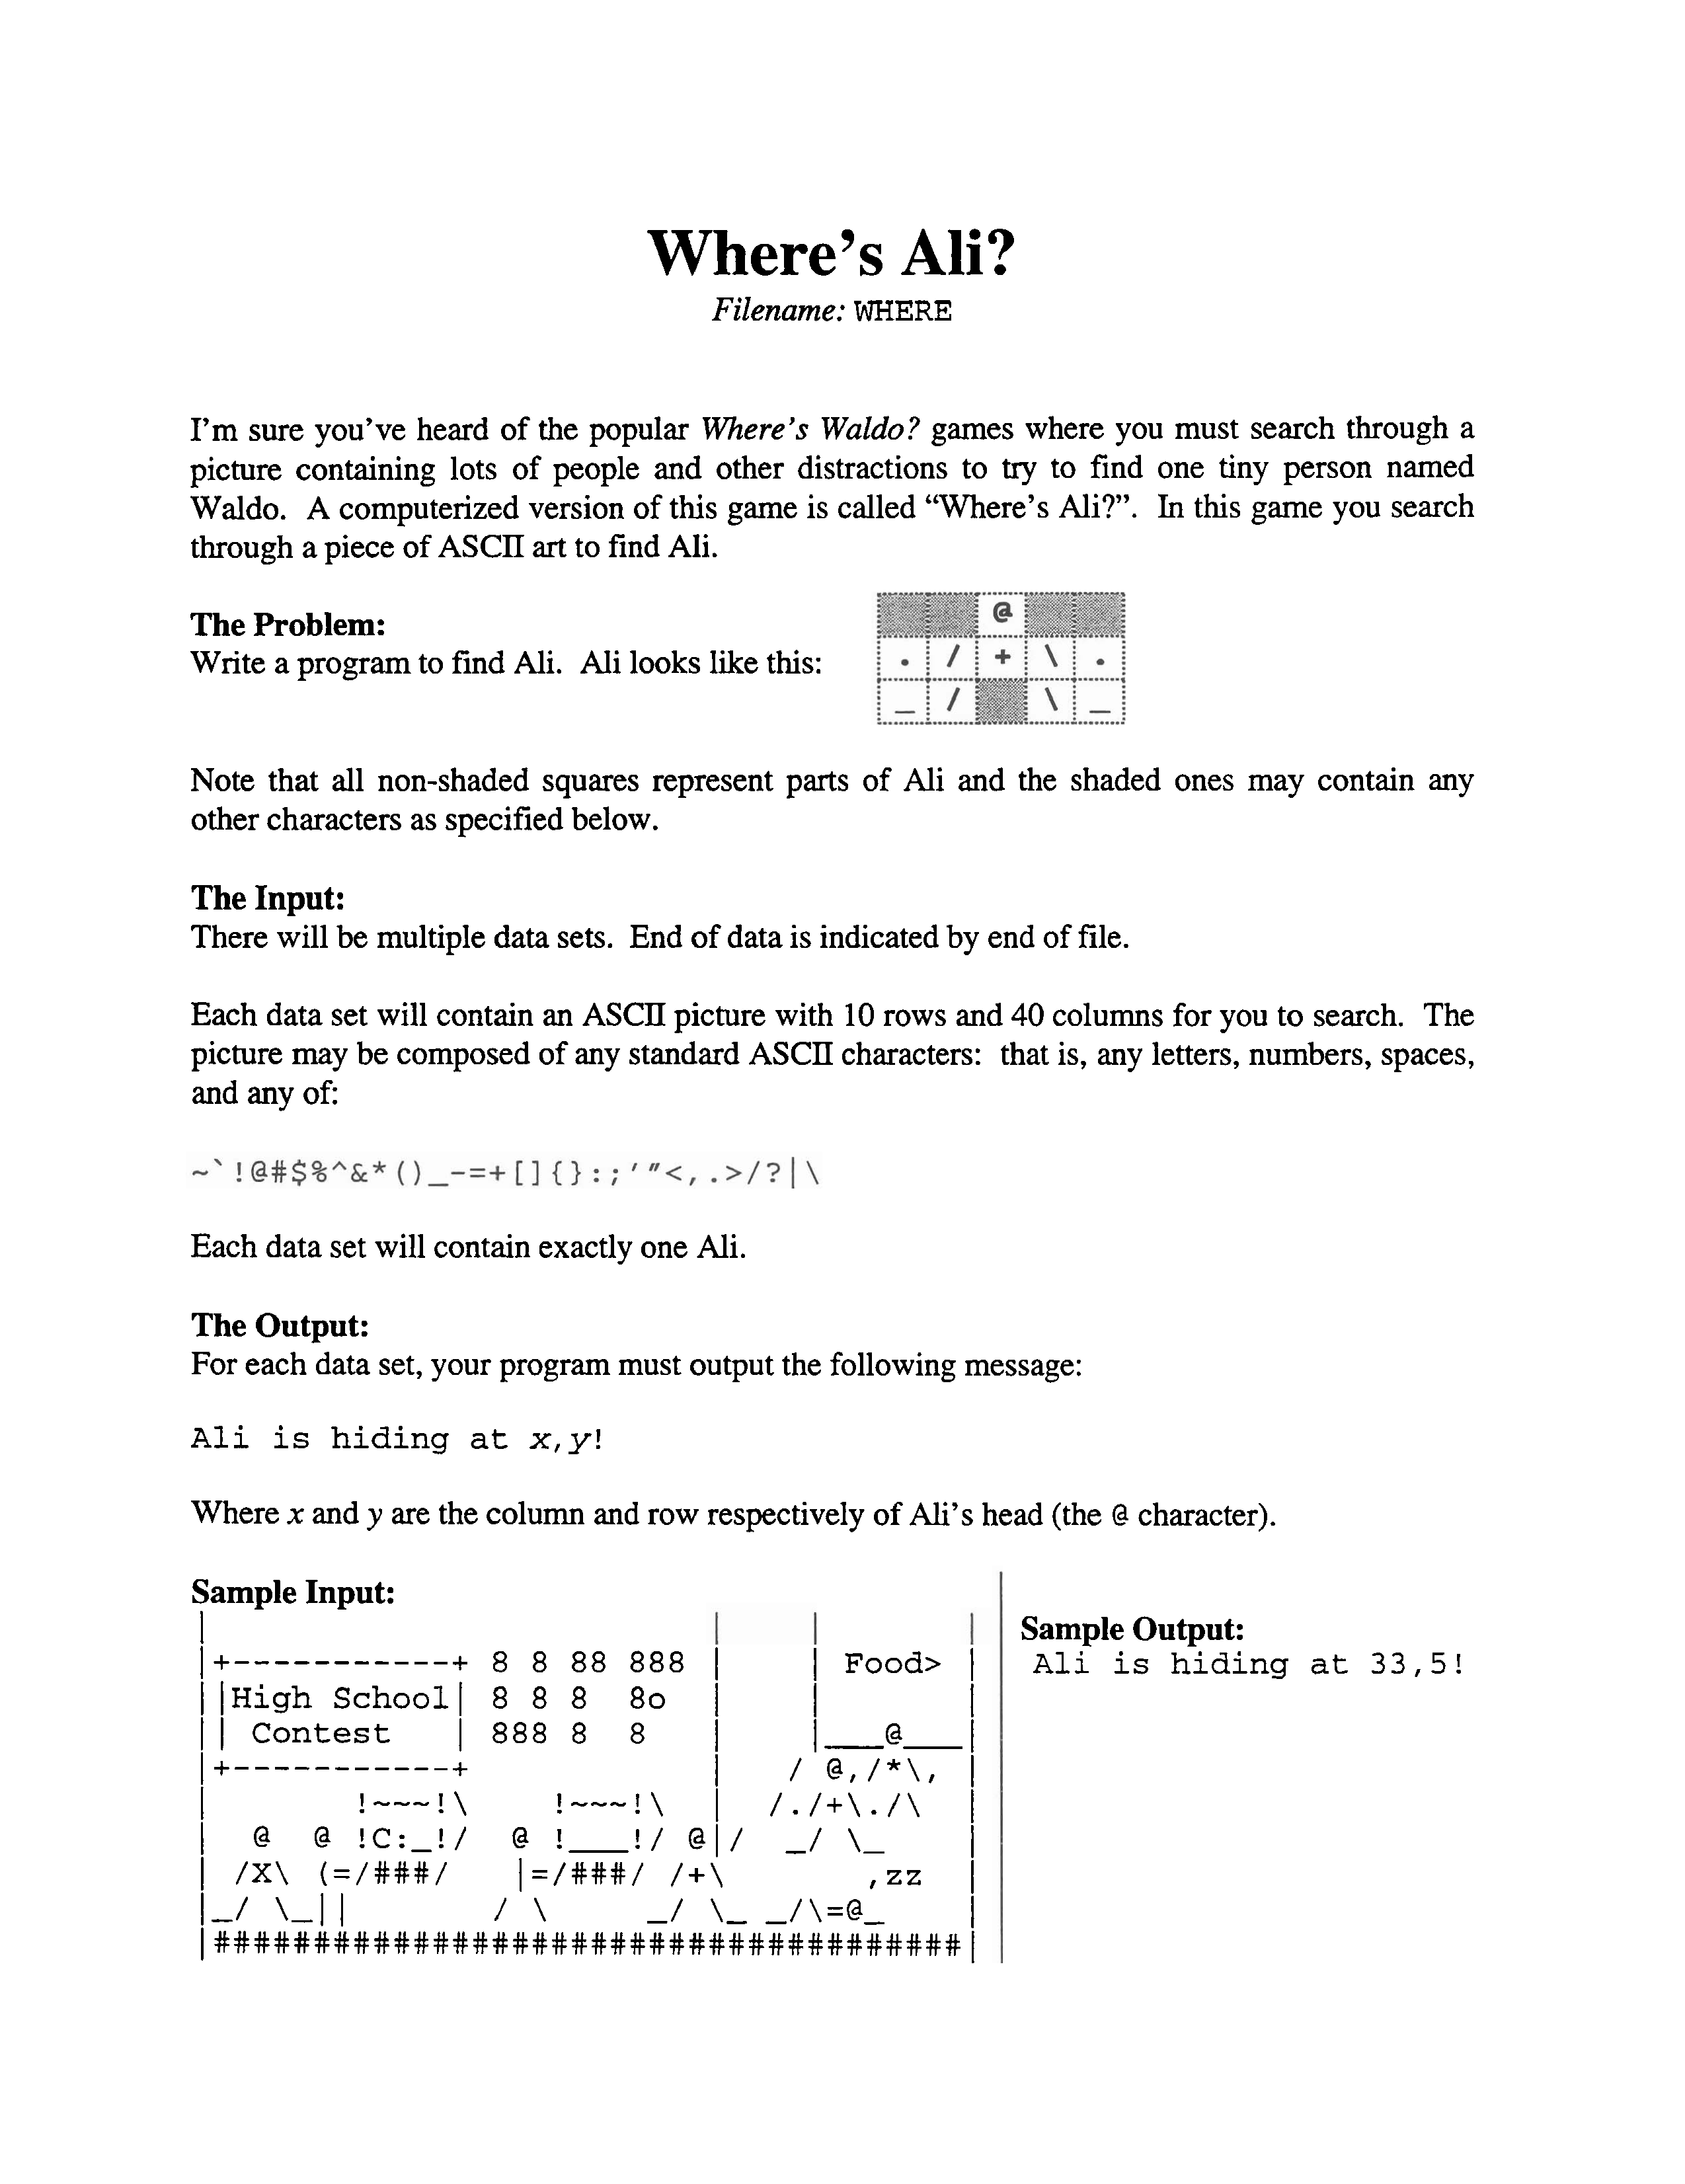 Where's Ali?
Filename: WHERE
I'm sure you've heard of the popular Where's Waldo? games where you must search through a
picture containing lots of people and other distractions to try to find one tiny person named
Waldo. A computerized version of this game is called “Where's Ali?”. In this game you search
through a piece of ASCII art to find Ali.
The Problem:
Write a program to find Ali. Ali looks like this:
@
. / + \ .
_ / \ _
Note that all non-shaded squares represent parts of Ali and the shaded ones may contain any
other characters as specified below.
The Input:
There will be multiple data sets. End of data is indicated by end of file.
Each data set will contain an ASCII picture with 10 rows and 40 columns for you to search. The
picture may be composed of any standard ASCII characters: that is, any letters, numbers, spaces,
and any of:
~`!@#$%^&*()_-=+[]{}:;'"<,.>/?|\
Each data set will contain exactly one Ali.
The Output:
For each data set, your program must output the following message:
Ali is hiding at x,y!
Where x and y are the column and row respectively of Ali's head (the @ character).
Sample Input:
|                         |    |       |
|+-----------+ 8 8 88 888 |    | Food> |
||High School| 8 8 8  8o  |    |       |
|| Contest   | 888 8  8   |    |___@___|
|+-----------+            |   / @,/*\, |
|       !~~~!\    !~~~!\  |  /./+\./\  |
|  @  @ !C:_!/  @ !___!/ @|/  _/ \_    |
| /X\ (=/###/   |=/###/ /+\       ,zz  |
|_/ \_||       / \     _/ \_ _/\=@_    |
|######################################|
Sample Output:
Ali is hiding at 33,5!